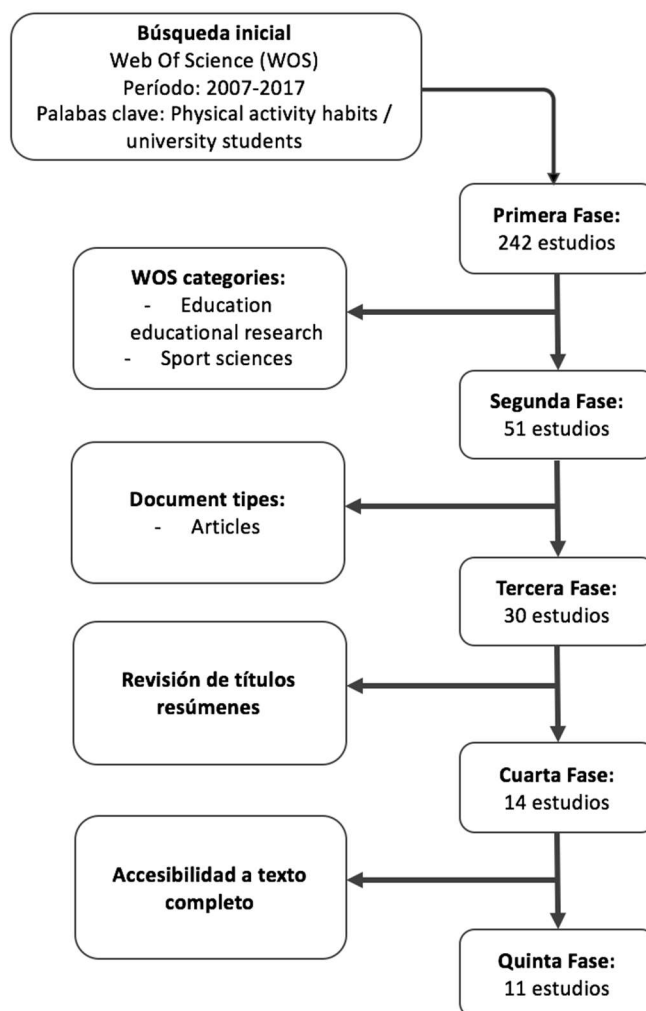 Búsqueda inicial
Web Of Science (WOS)
Período: 2007-2017
Palabas clave: Physical activity habits /
university students
Primera Fase:
242 estudios
WOS categories:
- Education
educational research
- Sport sciences
Segunda Fase:
51 estudios
Document tipes:
- Articles
Tercera Fase:
30 estudios
Revisión de títulos
resúmenes
Cuarta Fase:
14 estudios
Accesibilidad a texto
completo
Quinta Fase:
11 estudios